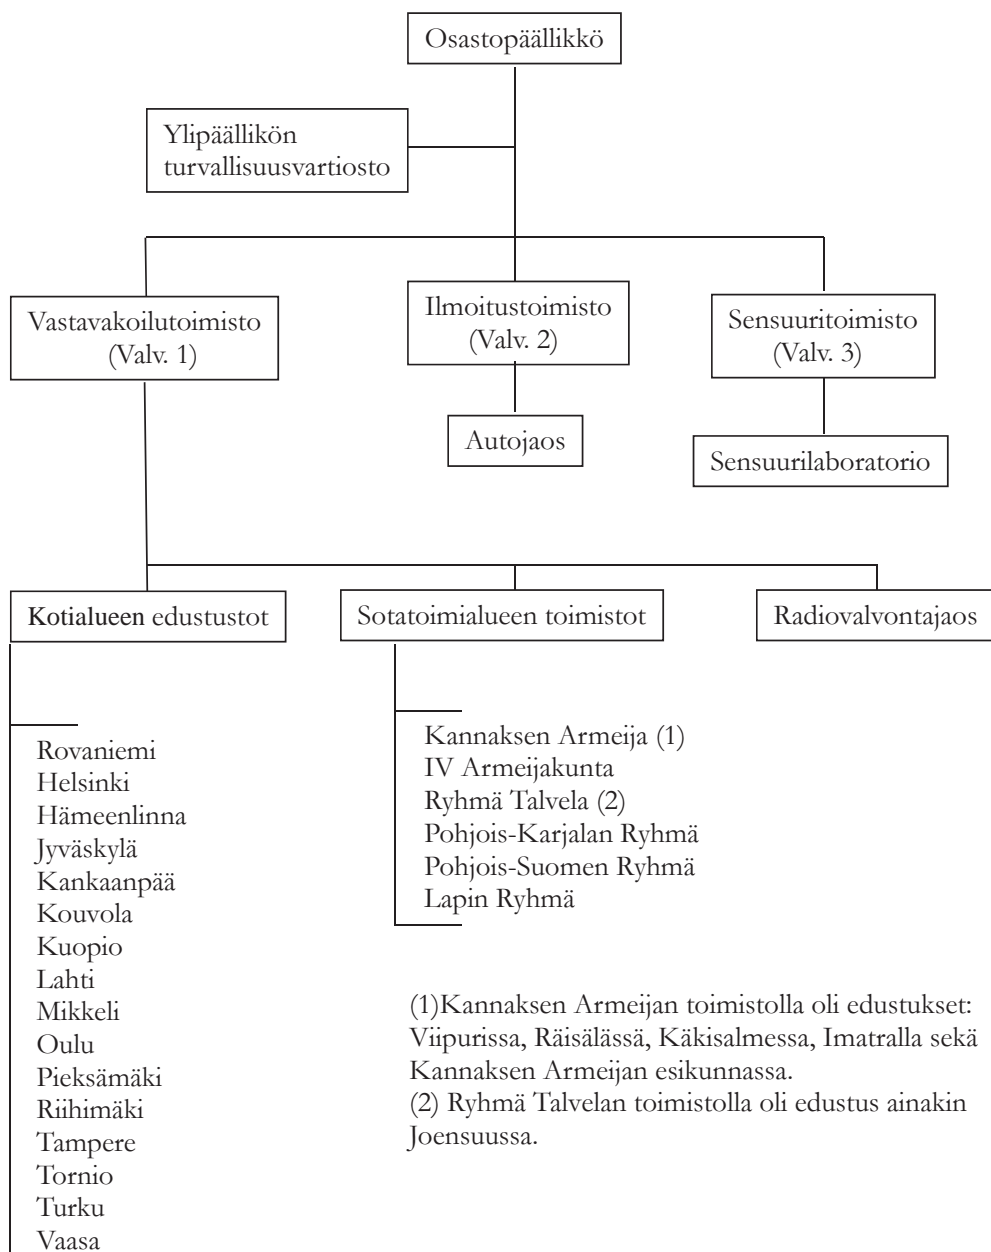 Osastopäällikkö
Ylipäällikön
turvallisuusvartiosto
Vastavakoilutoimisto
(Valv. 1)
Ilmoitustoimisto
(Valv. 2)
Sensuuritoimisto
(Valv. 3)
Autojaos
Sensuurilaboratorio
Kotialueen edustustot
Sotatoimialueen toimistot
Radiovalvontajaos
Rovaniemi
Helsinki
Hämeenlinna
Jyväskylä
Kankaanpää
Kouvola
Kuopio
Lahti
Mikkeli
Oulu
Pieksämäki
Riihimäki
Tampere
Tornio
Turku
Vaasa
Kannaksen Armeija (1)
IV Armeijakunta
Ryhmä Talvela (2)
Pohjois-Karjalan Ryhmä
Pohjois-Suomen Ryhmä
Lapin Ryhmä
(1)Kannaksen Armeijan toimistolla oli edustukset:
Viipurissa, Räisälässä, Käkisalmessa, Imatralla sekä
Kannaksen Armeijan esikunnassa.
(2) Ryhmä Talvelan toimistolla oli edustus ainakin
Joensuussa.